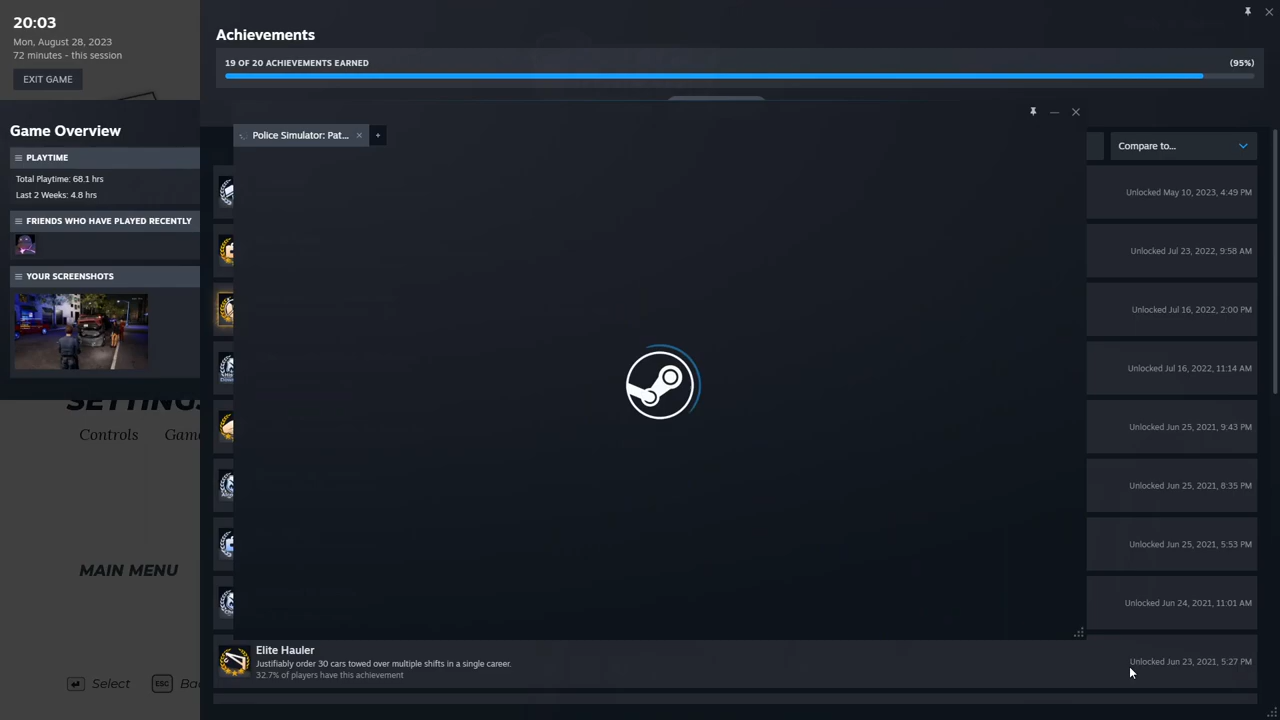 20:03
Mon, August 28, 2023
72 minutes - this session
EXIT GAME
Achievements
19 OF 20 ACHIEVEMENTS EARNED
(95%)
Game Overview
PLAYTIME
Total Playtime: 68.1 hrs
Last 2 Weeks: 4.8 hrs
FRIENDS WHO HAVE PLAYED RECENTLY
YOUR SCREENSHOTS
Police Simulator: Pat...
Compare to...
Unlocked May 10, 2023, 4:49 PM
Unlocked Jul 23, 2022, 9:58 AM
Unlocked Jul 16, 2022, 2:00 PM
Unlocked Jul 16, 2022, 11:14 AM
Unlocked Jun 25, 2021, 9:43 PM
Unlocked Jun 25, 2021, 8:35 PM
Unlocked Jun 25, 2021, 5:53 PM
Unlocked Jun 24, 2021, 11:01 AM
SETTINGS
Controls Gam
MAIN MENU
Elite Hauler
Justifiably order 30 cars towed over multiple shifts in a single career.
32.7% of players have this achievement
Unlocked Jun 23, 2021, 5:27 PM
Select ESC Ba